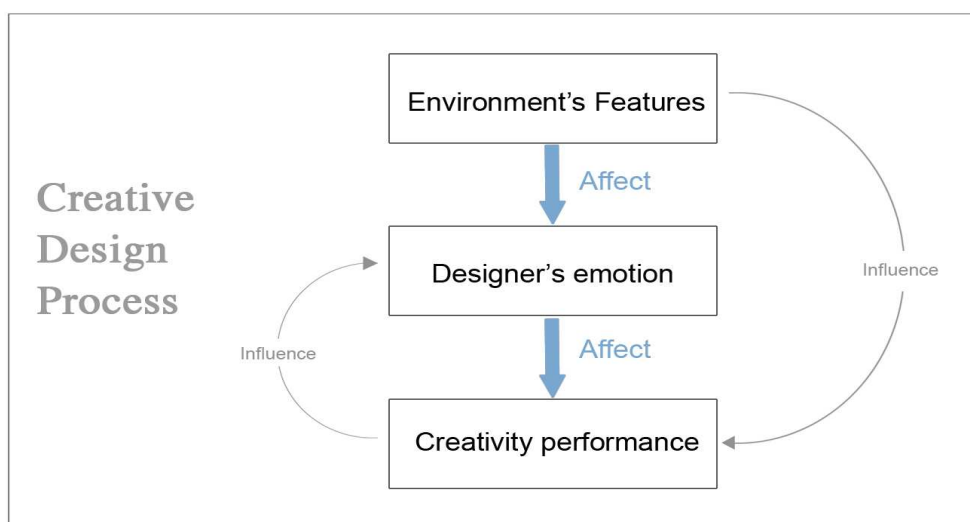 Environment’s Features
Affect
Creative
Design
Process
Designer’s emotion
Influence
Affect
Influence
Creativity performance